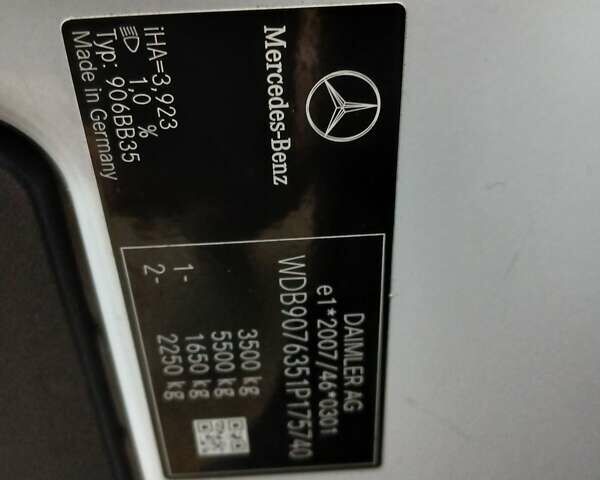 Mercedes-Benz
iHA=3,923
1,0 %
Typ: 906BB35
Made in Germany
DAIMLER AG
e1*2007/46*0301
WDB9076351P175740
3500 kg
5500 kg
1- 1650 kg
2- 2250 kg